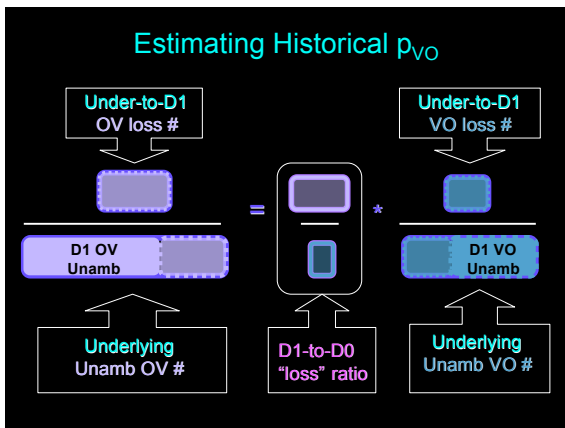 Estimating Historical pVO
Under-to-D1
OV loss #
Under-to-D1
VO loss #
=
*
D1 OV
Unamb
D1 VO
Unamb
Underlying
Unamb OV #
D1-to-D0
“loss” ratio
Underlying
Unamb VO #